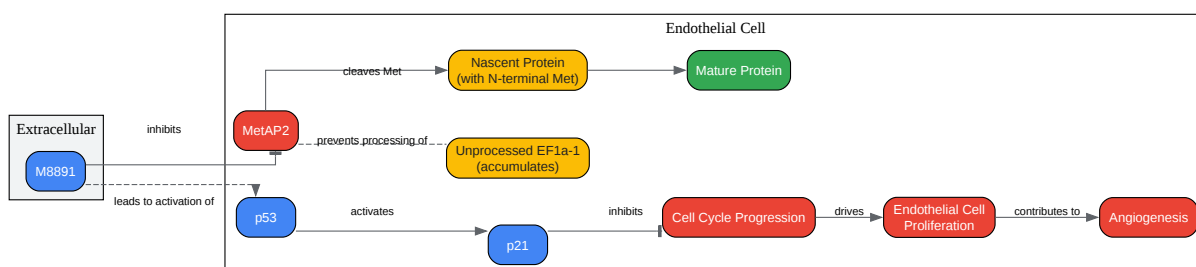 Endothelial Cell
Nascent Protein
(with N-terminal Met)
cleaves Met
Mature Protein
Extracellular
inhibits
MetAP2
prevents processing of
Unprocessed EF1a-1
(accumulates)
M8891
leads to activation of
p53
activates
p21
inhibits
Cell Cycle Progression
drives
Endothelial Cell
Proliferation
contributes to
Angiogenesis